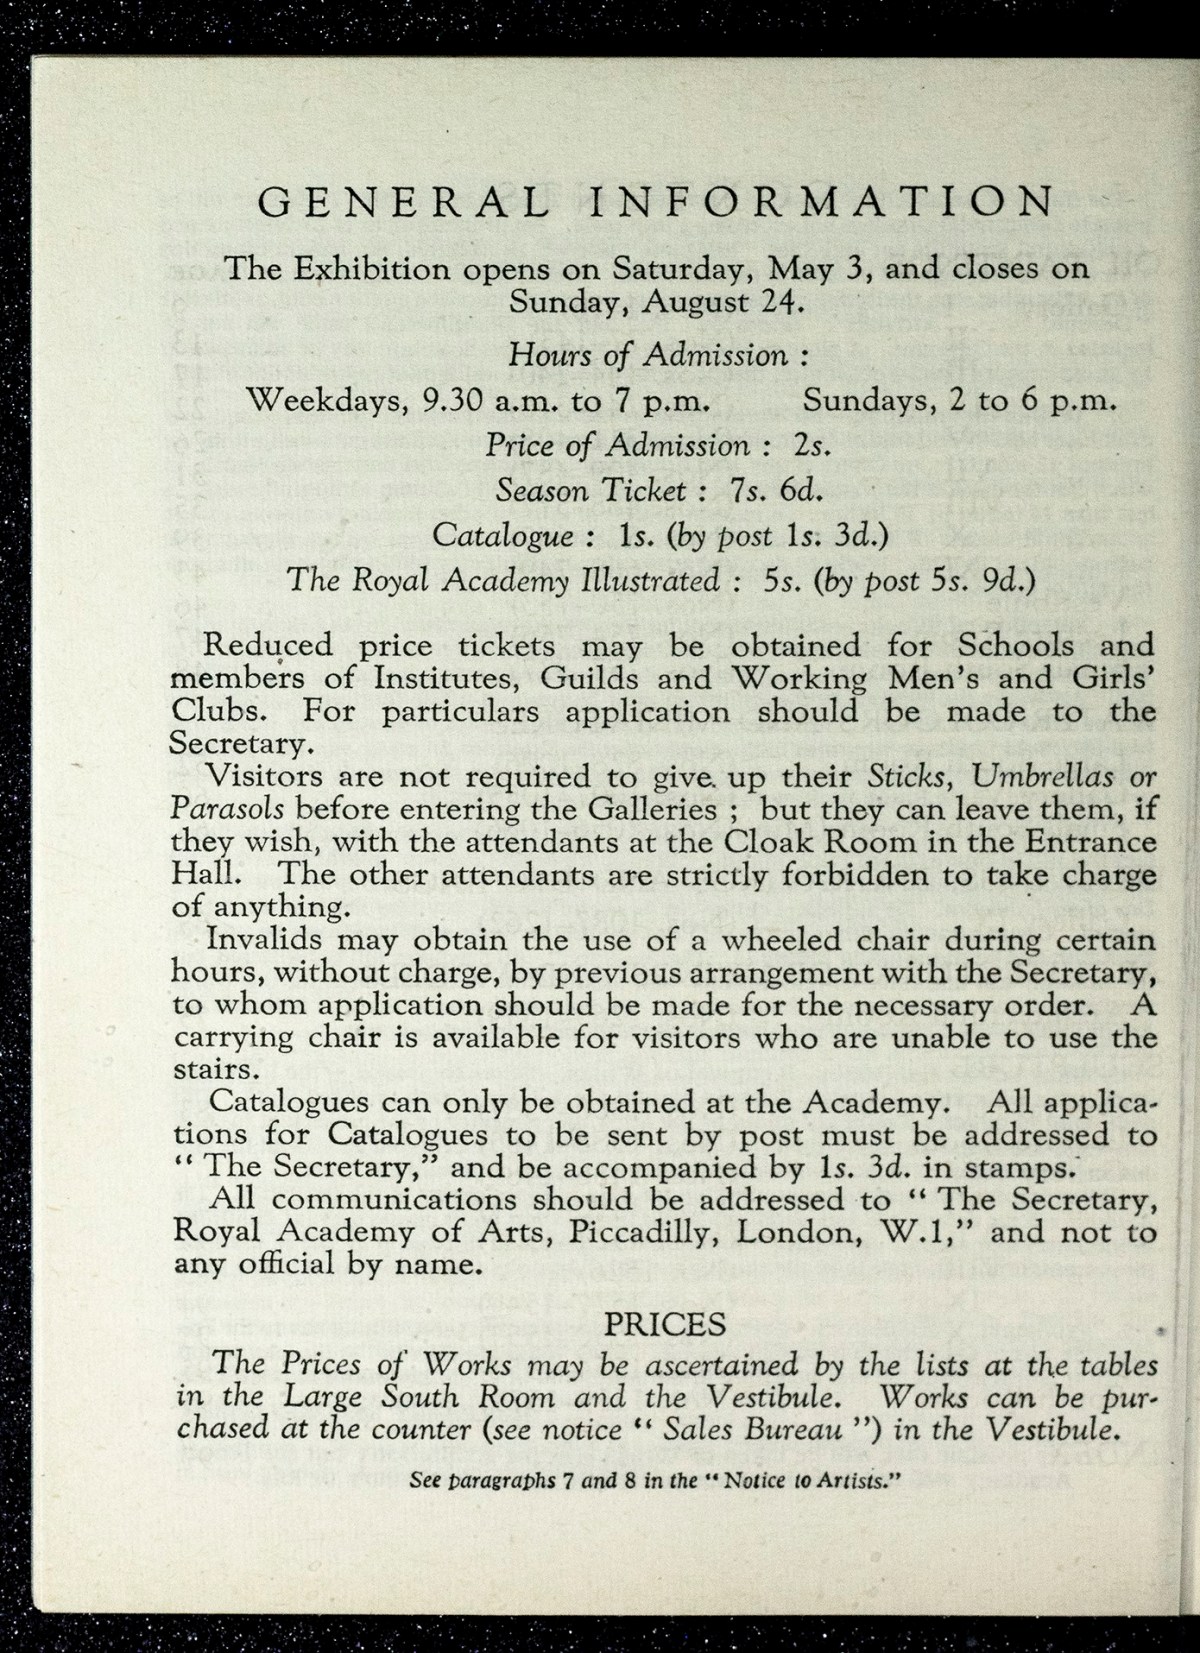 GENERAL INFORMATION
The Exhibition opens on Saturday, May 3, and closes on
Sunday, August 24.
Hours of Admission :
Weekdays, 9.30 a.m. to 7 p.m. Sundays, 2 to 6 p.m.
Price of Admission : 2s.
Season Ticket : 7s. 6d.
Catalogue : 1s. (by post 1s. 3d.)
The Royal Academy Illustrated : 5s. (by post 5s. 9d.)
Reduced price tickets may be obtained for Schools and
members of Institutes, Guilds and Working Men's and Girls'
Clubs. For particulars application should be made to the
Secretary.
Visitors are not required to give up their Sticks, Umbrellas or
Parasols before entering the Galleries ; but they can leave them, if
they wish, with the attendants at the Cloak Room in the Entrance
Hall. The other attendants are strictly forbidden to take charge
of anything.
Invalids may obtain the use of a wheeled chair during certain
hours, without charge, by previous arrangement with the Secretary,
to whom application should be made for the necessary order. A
carrying chair is available for visitors who are unable to use the
stairs.
Catalogues can only be obtained at the Academy. All applica-
tions for Catalogues to be sent by post must be addressed to
“ The Secretary,” and be accompanied by 1s. 3d. in stamps.
All communications should be addressed to “ The Secretary,
Royal Academy of Arts, Piccadilly, London, W.1,” and not to
any official by name.
PRICES
The Prices of Works may be ascertained by the lists at the tables
in the Large South Room and the Vestibule. Works can be pur-
chased at the counter (see notice “ Sales Bureau ”) in the Vestibule.
See paragraphs 7 and 8 in the “ Notice to Artists.”